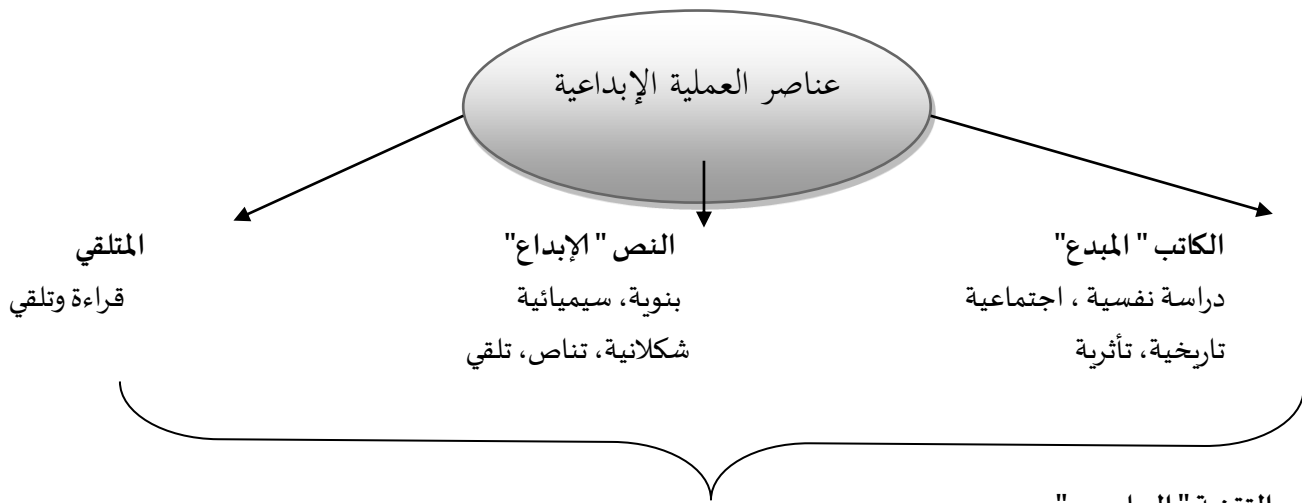 عناصر العملية الإبداعية
الكاتب " المبدع"
دراسة نفسية ، اجتماعية
تاريخية، تأثرية
النص " الإبداع"
بنوية، سيميائية
شكلانية، تناص، تلقي
المتلقي
قراءة وتلقي